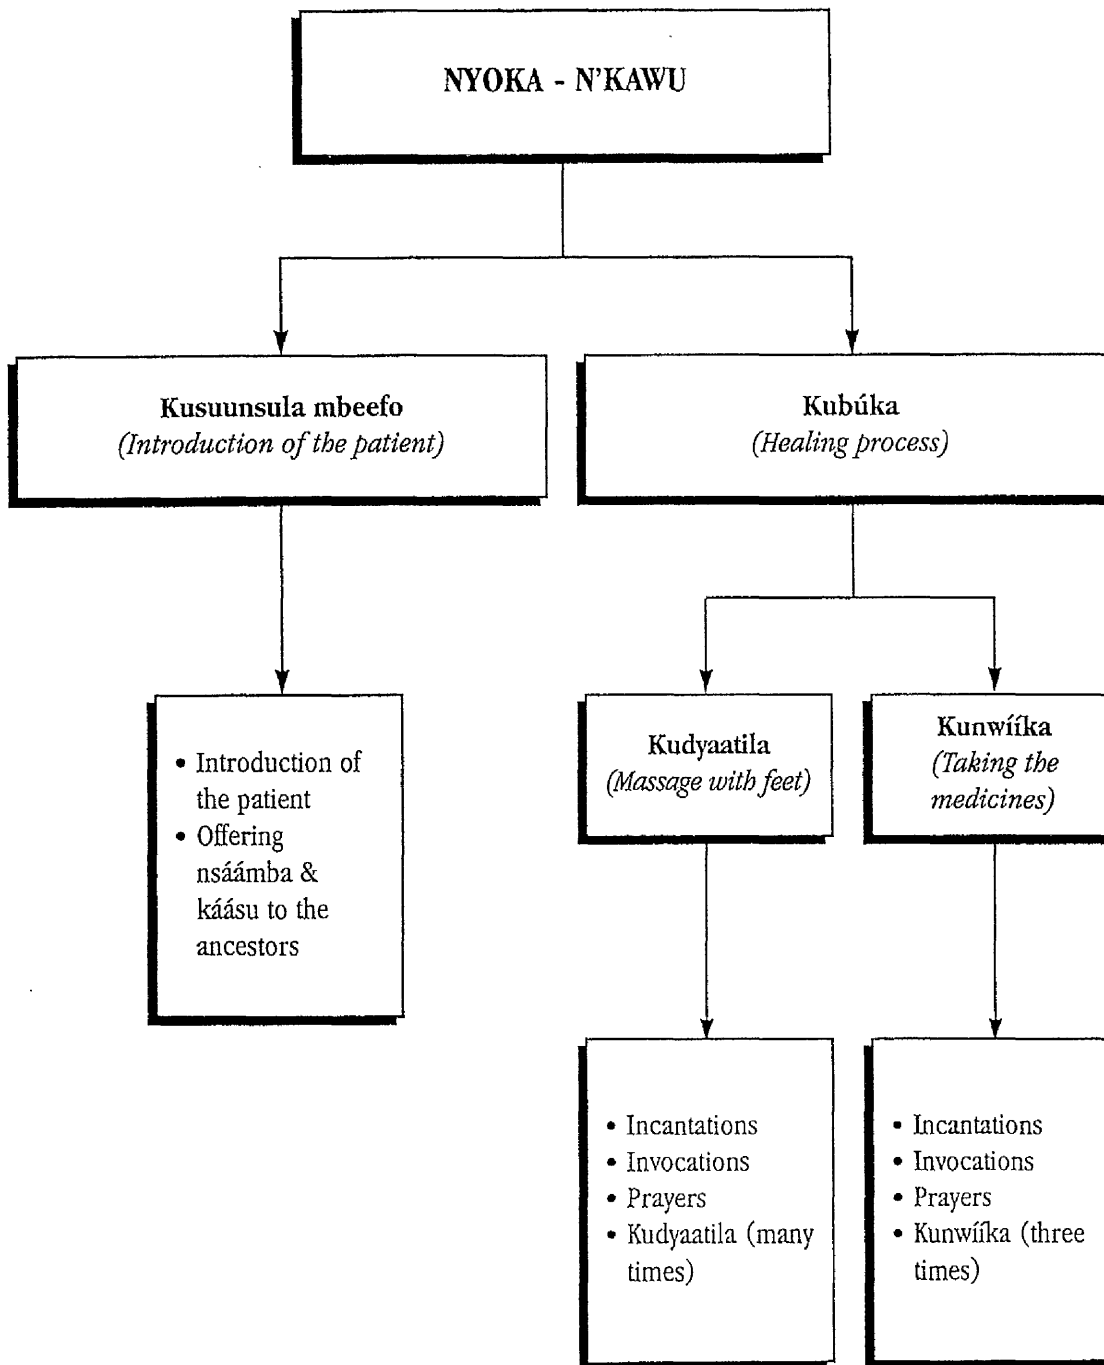 NYOKA - N'KAWU
Kusuunsula mbeefo
(Introduction of the patient)
Kubúka
(Healing process)
• Introduction of
the patient
• Offering
nsáámba &
káásu to the
ancestors
Kudyaatila
(Massage with feet)
Kunwííka
(Taking the
medicines)
• Incantations
• Invocations
• Prayers
• Kudyaatila (many
times)
• Incantations
• Invocations
• Prayers
• Kunwííka (three
times)